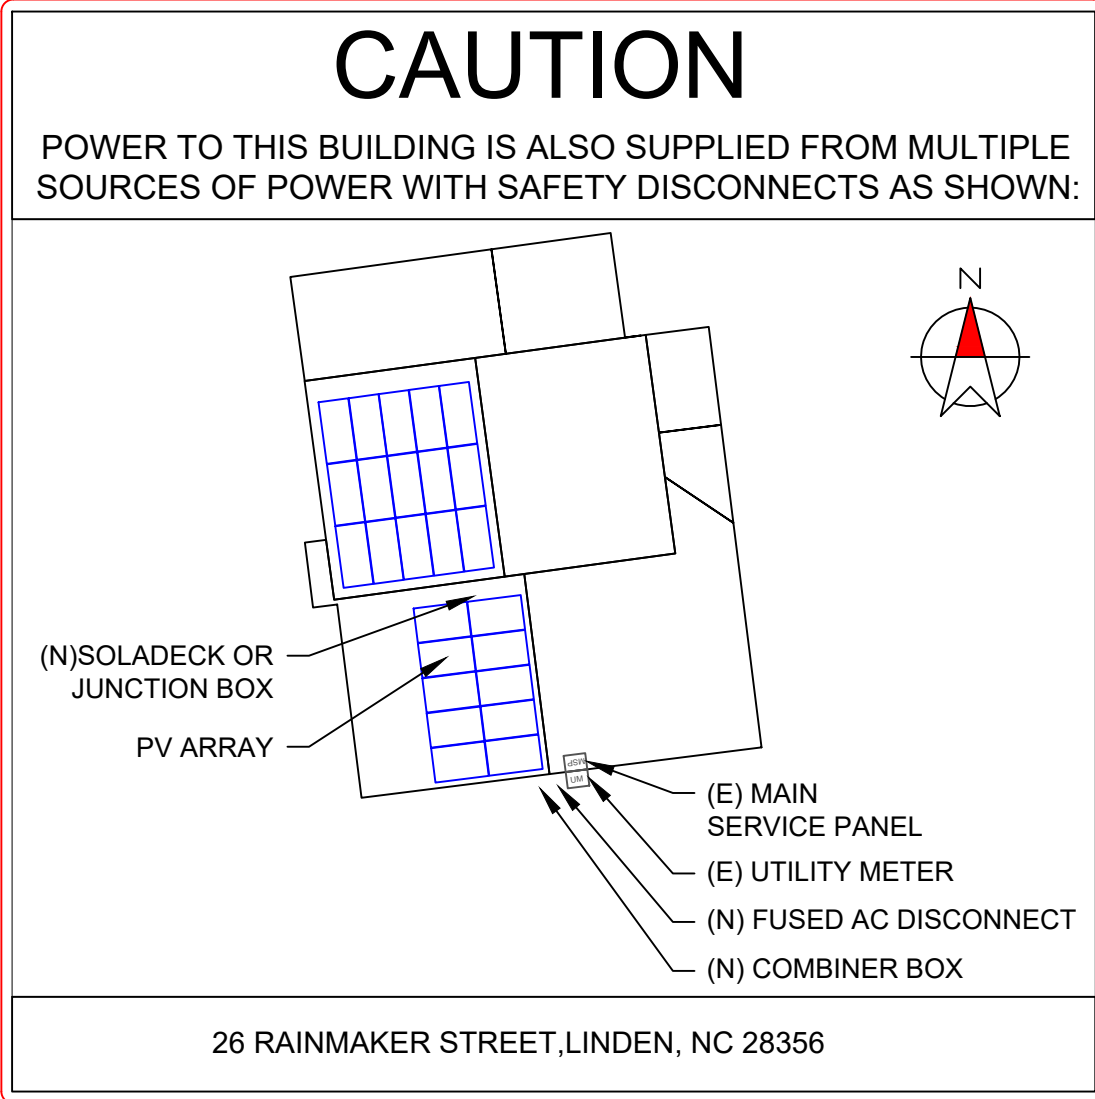 CAUTION
POWER TO THIS BUILDING IS ALSO SUPPLIED FROM MULTIPLE
SOURCES OF POWER WITH SAFETY DISCONNECTS AS SHOWN:
N
(N)SOLADECK OR
JUNCTION BOX
PV ARRAY
MSP
UM
(E) MAIN
SERVICE PANEL
(E) UTILITY METER
(N) FUSED AC DISCONNECT
(N) COMBINER BOX
26 RAINMAKER STREET,LINDEN, NC 28356